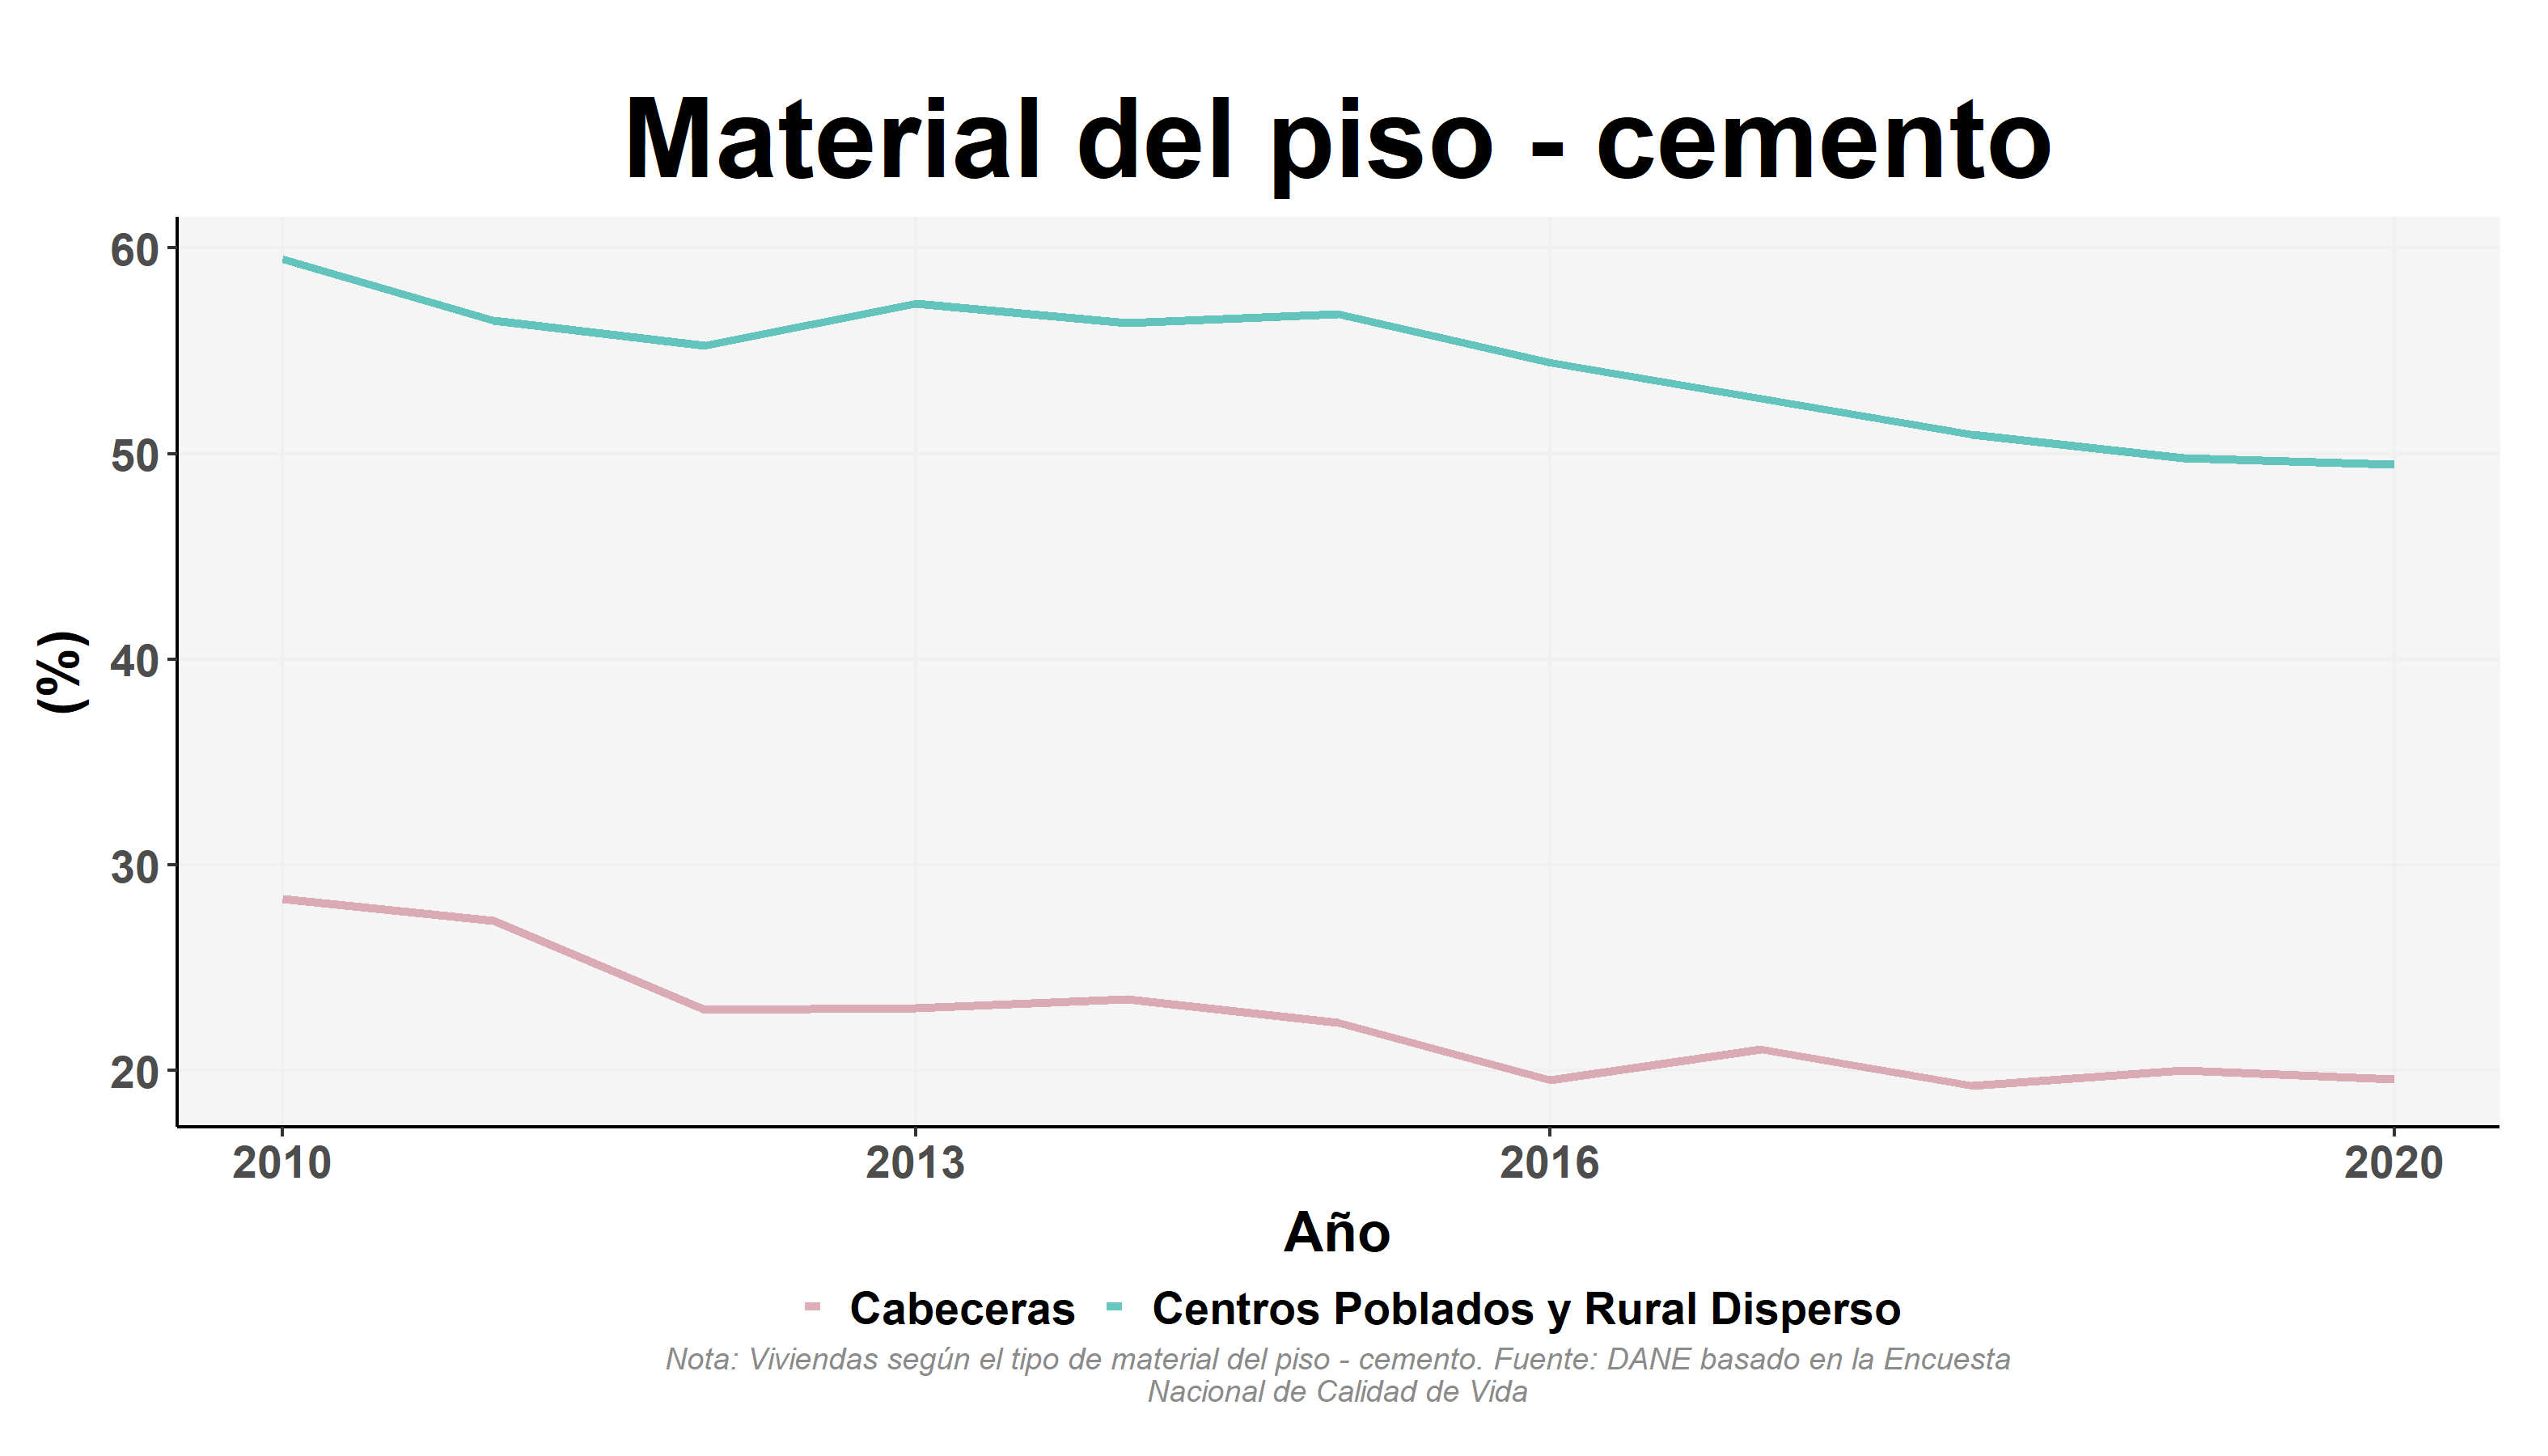 Material del piso - cemento
60
50
40
30
20
(%)
2010
2013
2016
2020
Año
Cabeceras
Centros Poblados y Rural Disperso
Nota: Viviendas según el tipo de material del piso - cemento. Fuente: DANE basado en la Encuesta
Nacional de Calidad de Vida